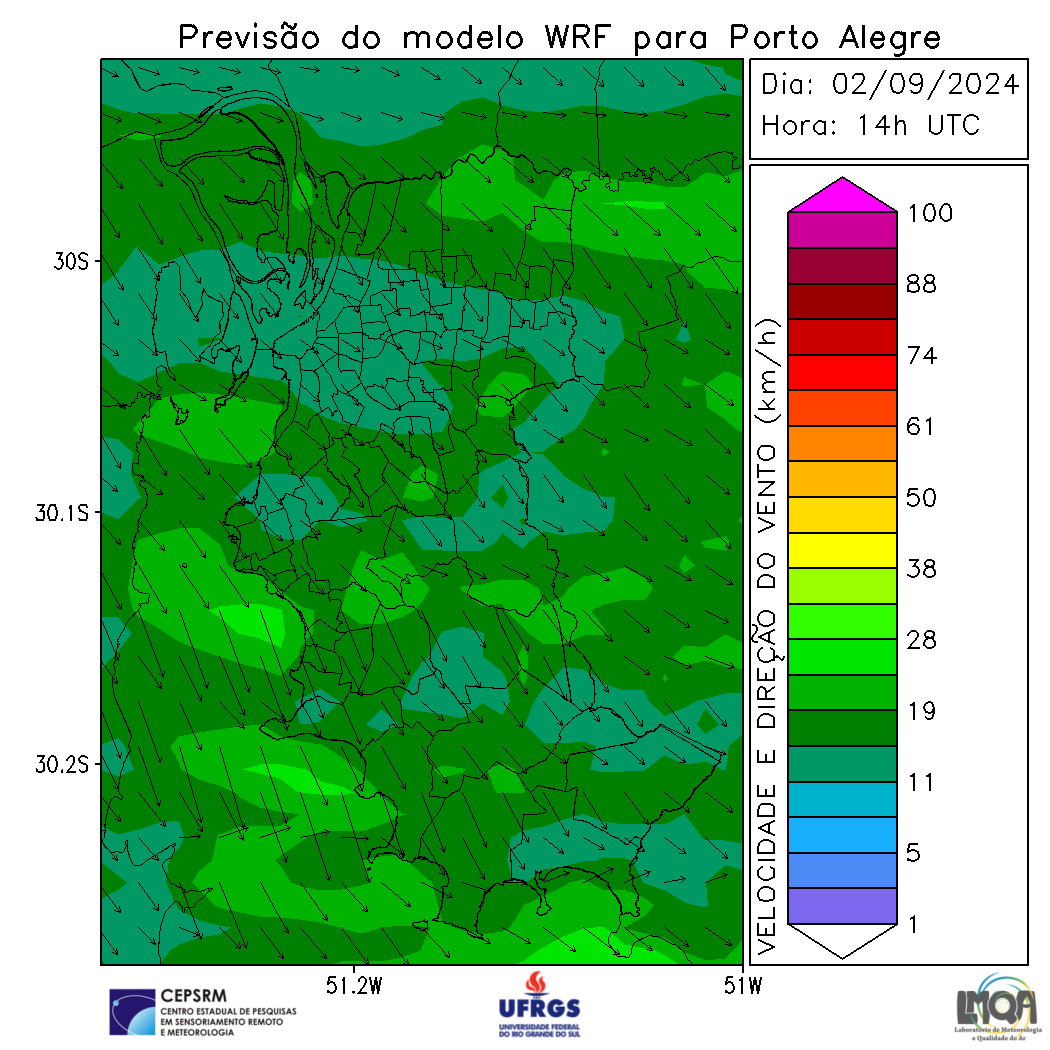 Previsão do modelo WRF para Porto Alegre
Dia: 02/09/2024
Hora: 14h UTC
30S
30.1S
30.2S
51.2W
51W
VELOCIDADE E DIREÇÃO DO VENTO (km/h)
100
88
74
61
50
38
28
19
11
5
1
CEPSRM
CENTRO ESTADUAL DE PESQUISAS
EM SENSORIAMENTO REMOTO
E METEOROLOGIA
UFRGS
UNIVERSIDADE FEDERAL
DO RIO GRANDE DO SUL
LMQA
Laboratório de Meteorologia
e Qualidade do Ar